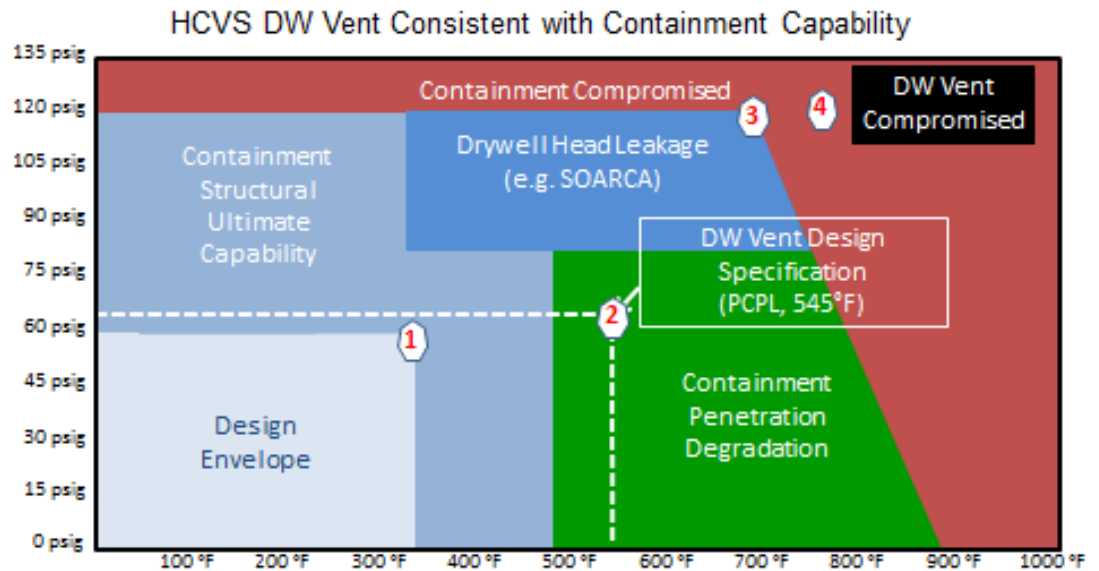 HCVS DW Vent Consistent with Containment Capability
135 psig
120 psig
105 psig
90 psig
75 psig
60 psig
45 psig
30 psig
15 psig
0 psig
Containment Compromised
3
4
DW Vent
Compromised
Containment
Structural
Ultimate
Capability
Drywell Head Leakage
(e.g. SOARCA)
DW Vent Design
Specification
(PCPL, 545°F)
1
2
Design
Envelope
Containment
Penetration
Degradation
100 °F
200 °F
300 °F
400 °F
500 °F
600 °F
700 °F
800 °F
900 °F
1000 °F